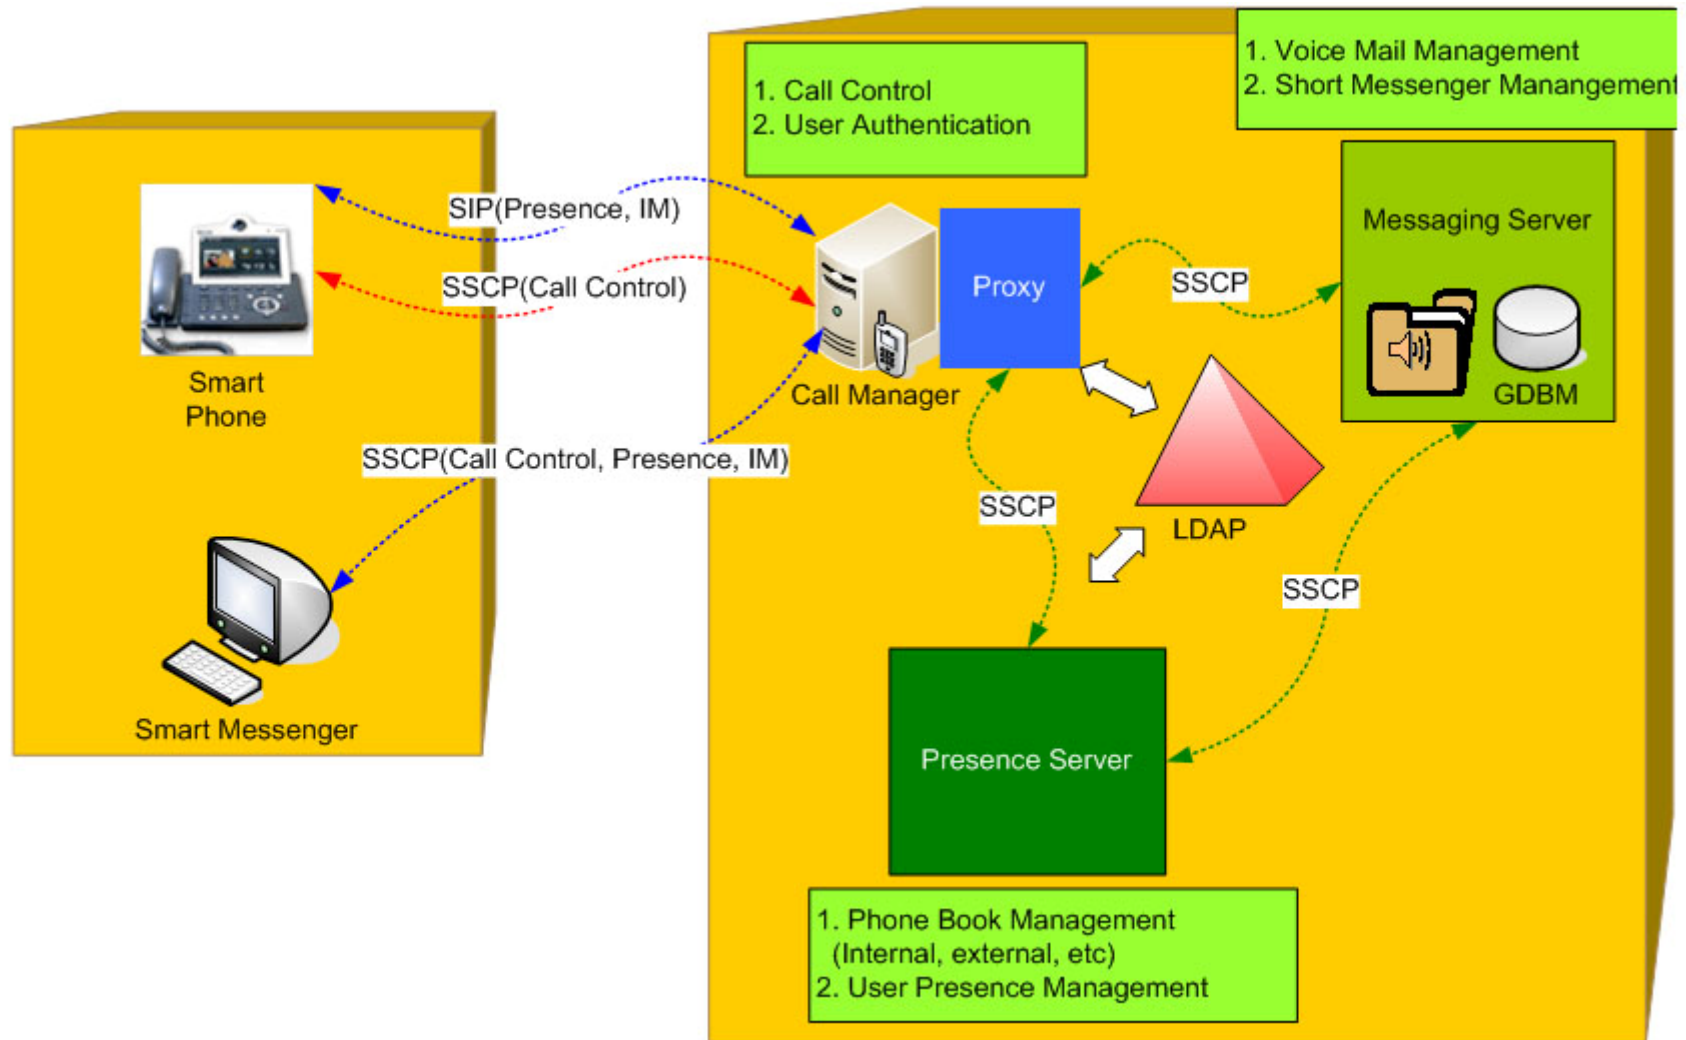 1. Call Control
2. User Authentication
1. Voice Mail Management
2. Short Messenger Manangement
SIP(Presence, IM)
SSCP(Call Control)
SSCP(Call Control, Presence, IM)
Smart
Phone
Smart Messenger
Call Manager
Proxy
SSCP
Messaging Server
GDBM
LDAP
SSCP
SSCP
Presence Server
1. Phone Book Management
(Internal, external, etc)
2. User Presence Management